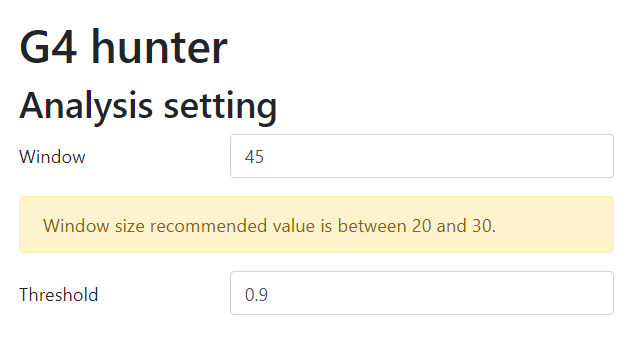 G4 hunter
Analysis setting
Window 45
Window size recommended value is between 20 and 30.
Threshold 0.9